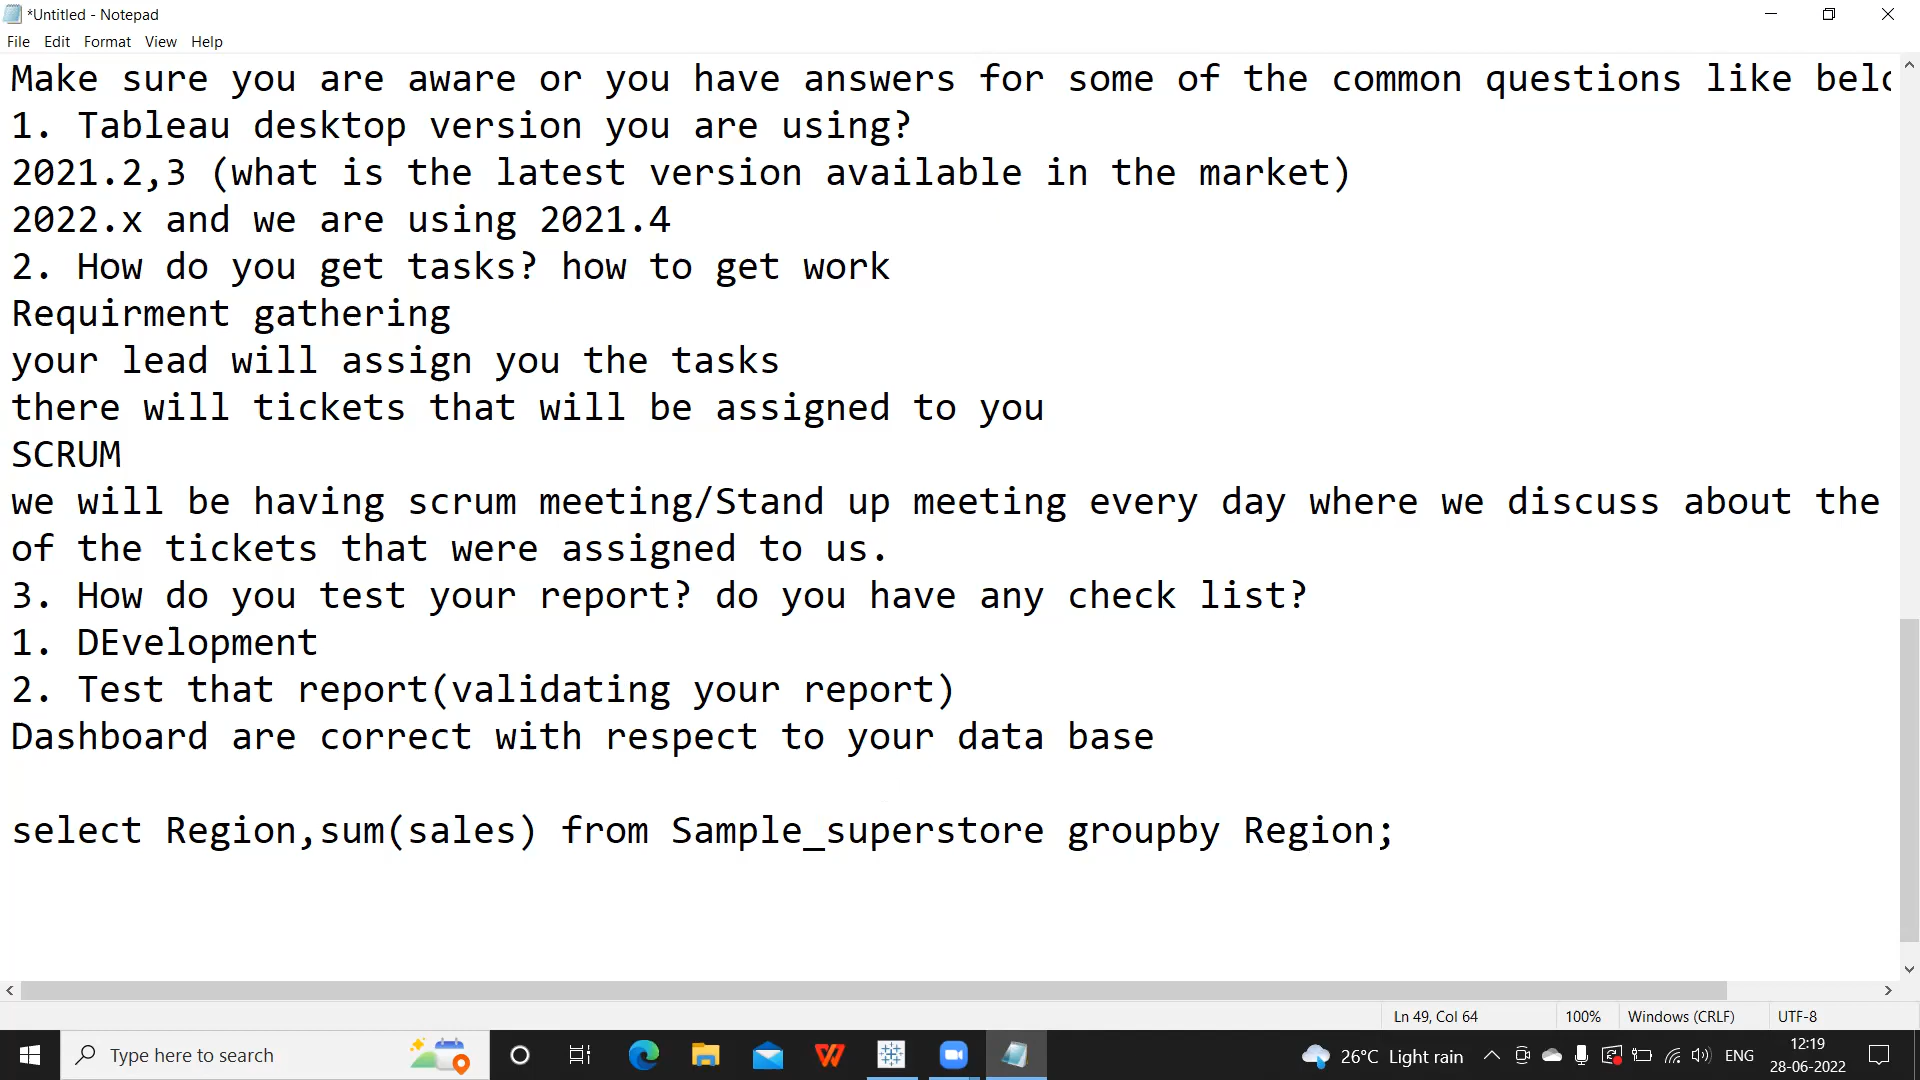 *Untitled - Notepad
File Edit Format View Help
Make sure you are aware or you have answers for some of the common questions like
1. Tableau desktop version you are using?
2021.2,3 (what is the latest version available in the market)
2022.x and we are using 2021.4
2. How do you get tasks? how to get work
Requirment gathering
your lead will assign you the tasks
there will tickets that will be assigned to you
SCRUM
we will be having scrum meeting/Stand up meeting every day where we discuss about the
of the tickets that were assigned to us.
3. How do you test your report? do you have any check list?
1. DEvelopment
2. Test that report(validating your report)
Dashboard are correct with respect to your data base
select Region,sum(sales) from Sample_superstore groupby Region;
Ln 49, Col 64 100% Windows (CRLF) UTF-8
Type here to search
26°C Light rain
ENG
12:19
28-06-2022